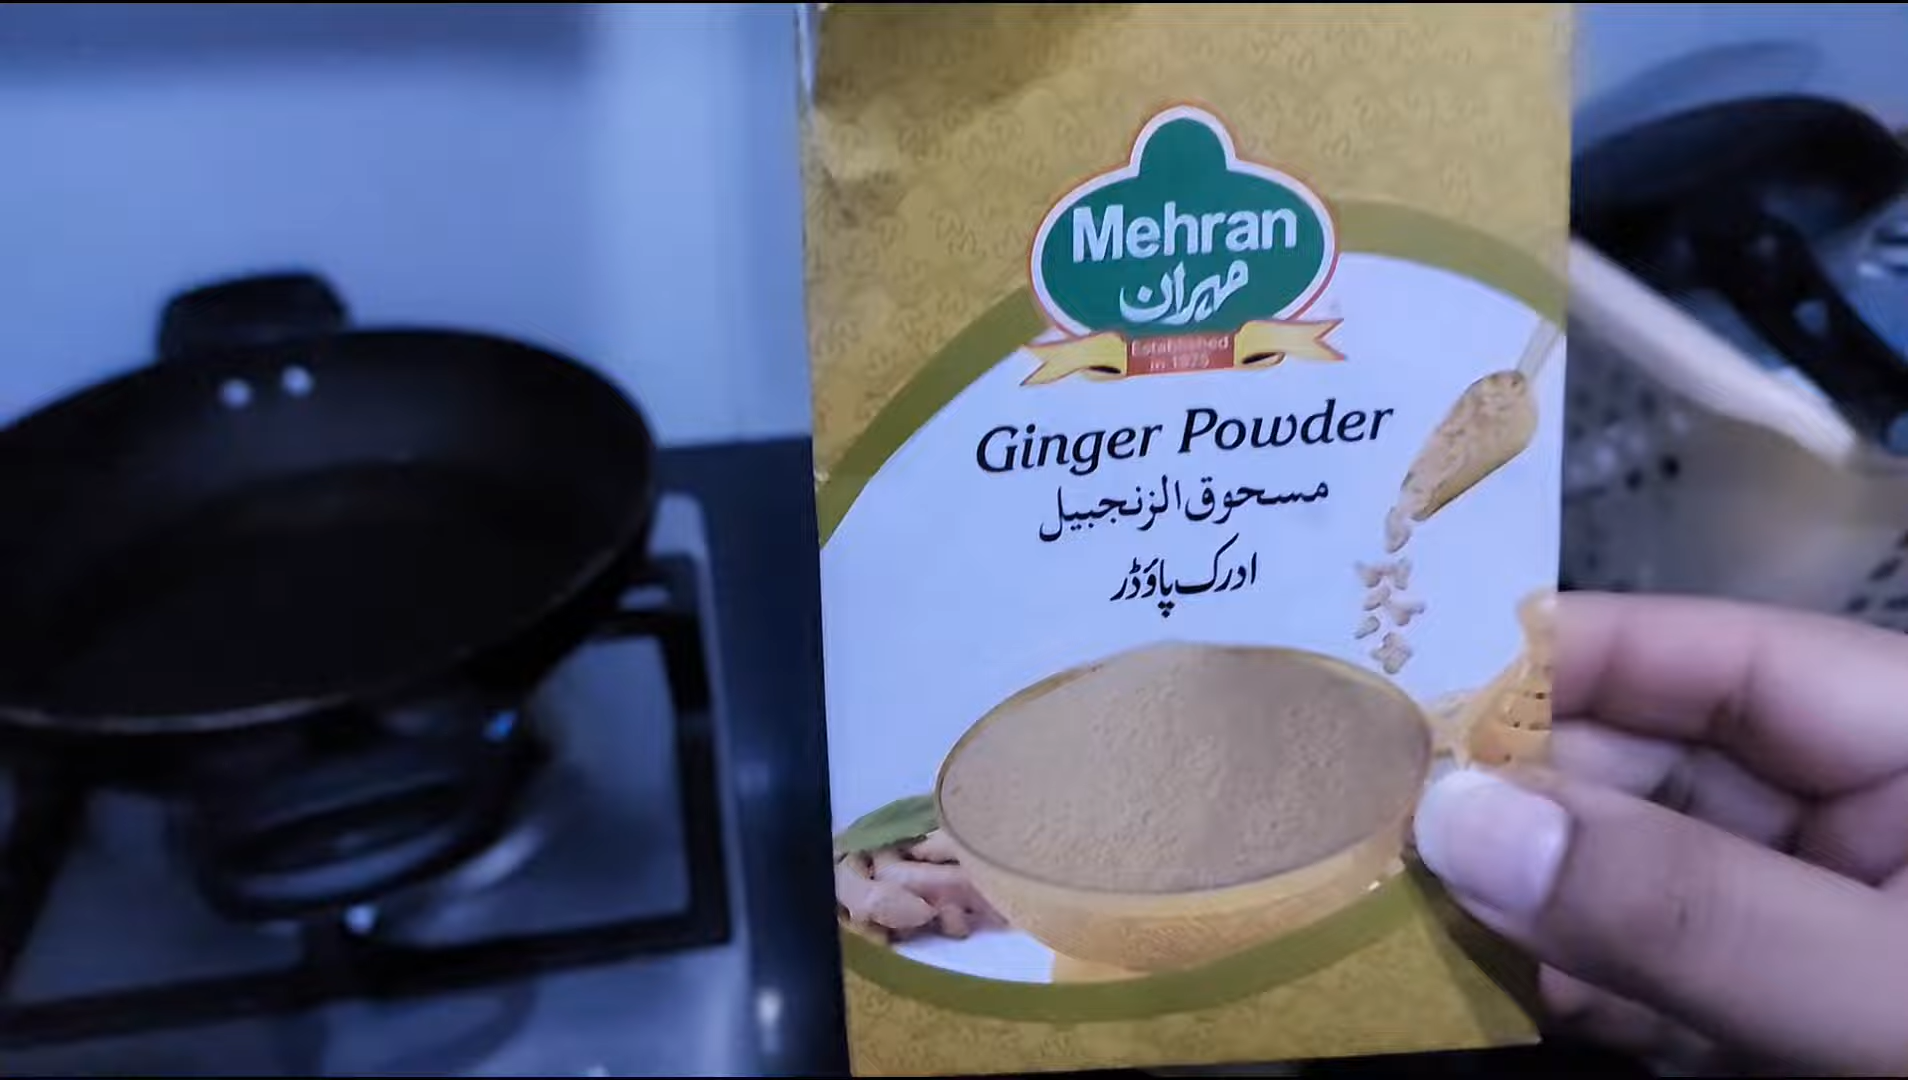 Mehran
مہران
Established
in 1975
Ginger Powder
مسحوق الزنجبيل
ادرک پاؤڈر